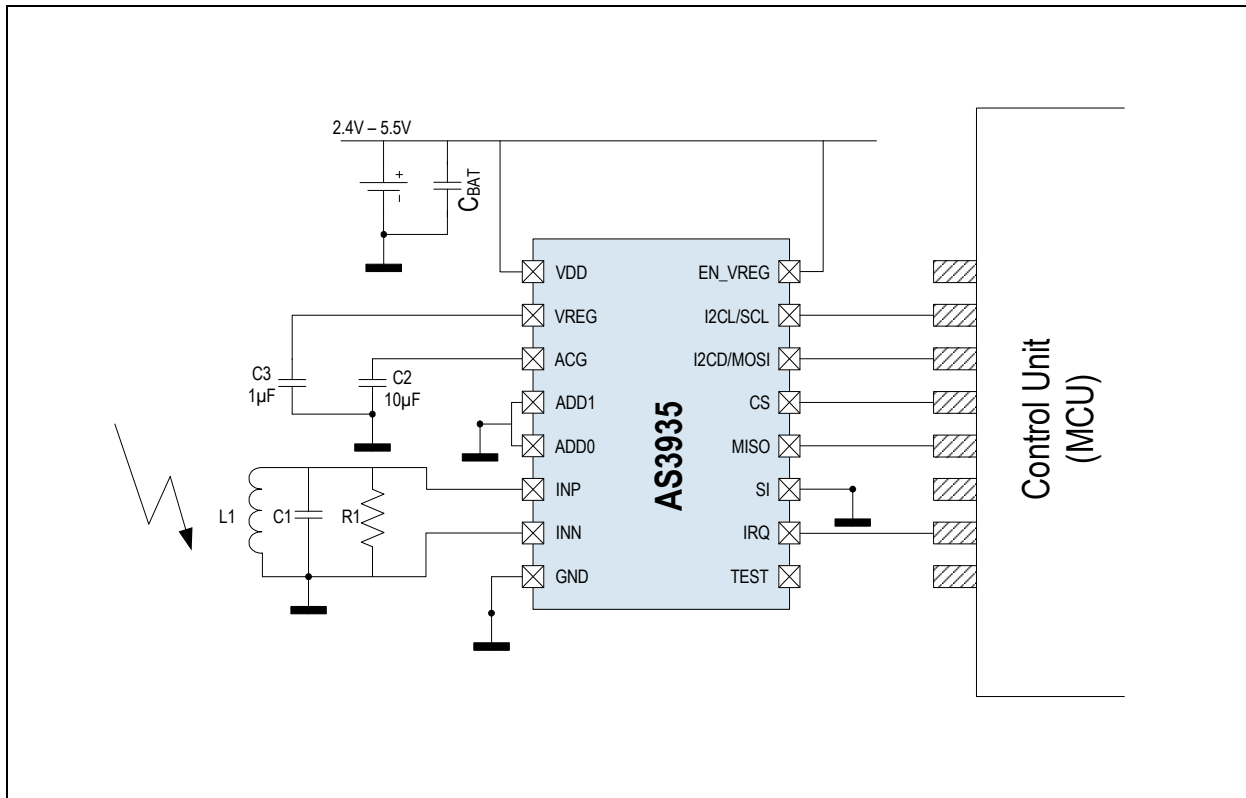 2.4V – 5.5V
+
-
CBAT
VDD
VREG
ACG
ADD1
ADD0
INP
INN
GND
AS3935
EN_VREG
I2CL/SCL
I2CD/MOSI
CS
MISO
SI
IRQ
TEST
C3
1µF
C2
10µF
L1
C1
R1
Control Unit
(MCU)